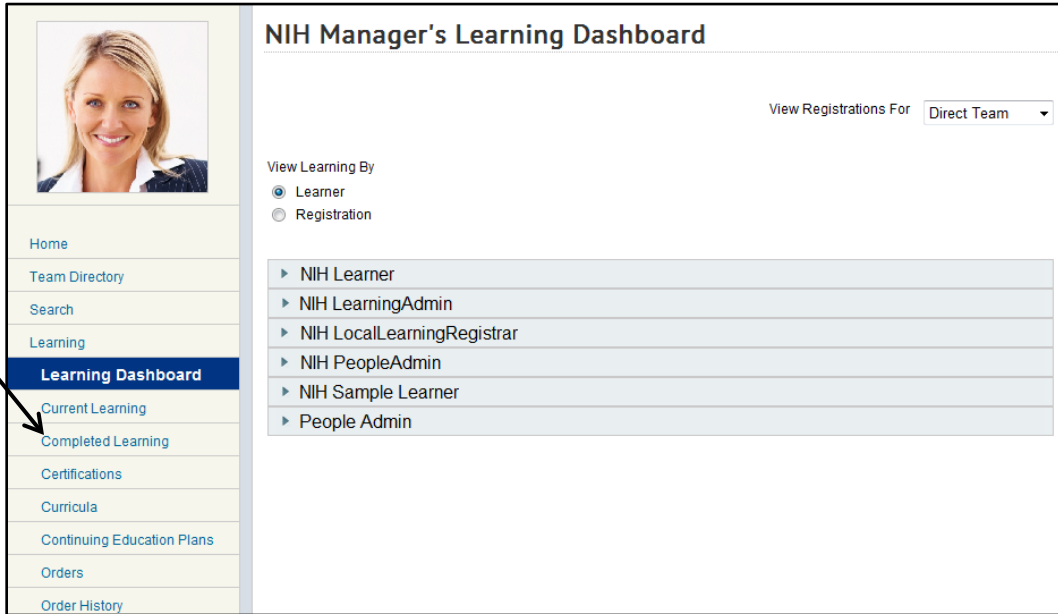 NIH Manager's Learning Dashboard
View Registrations For Direct Team
View Learning By
Learner
Registration
Home
Team Directory
Search
Learning
Learning Dashboard
Current Learning
Completed Learning
Certifications
Curricula
Continuing Education Plans
Orders
Order History
NIH Learner
NIH LearningAdmin
NIH LocalLearningRegistrar
NIH PeopleAdmin
NIH Sample Learner
People Admin